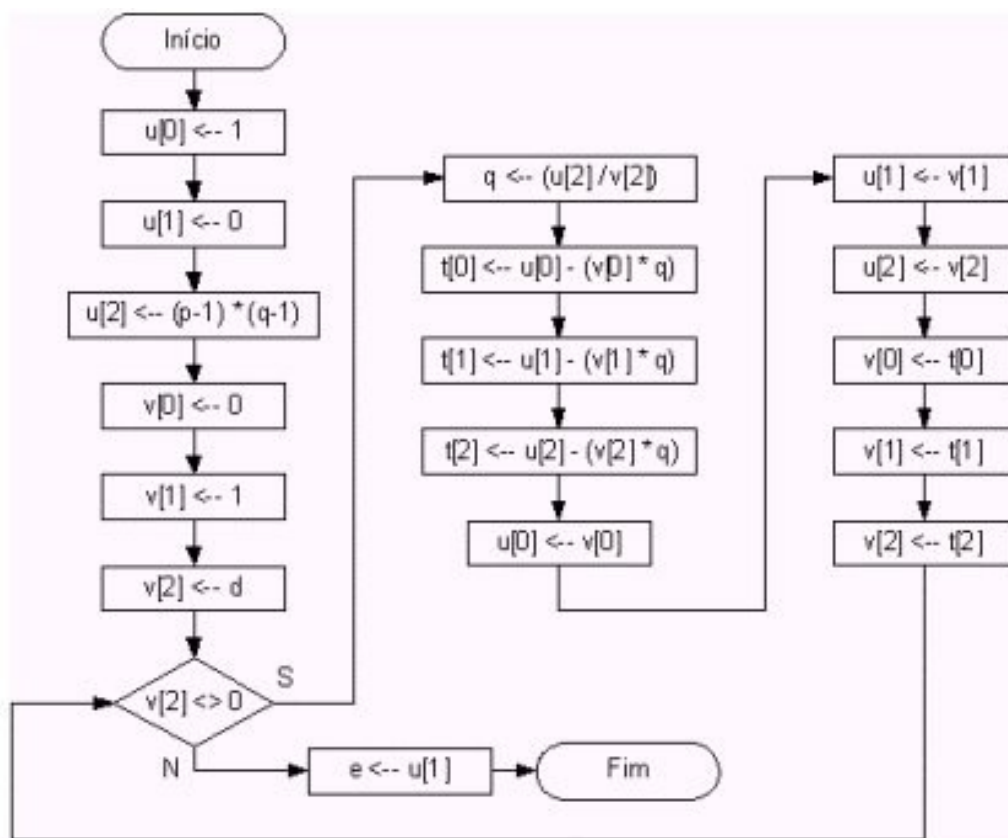 Início
u[0] <-- 1
u[1] <-- 0
u[2] <-- (p-1) * (q-1)
v[0] <-- 0
v[1] <-- 1
v[2] <-- d
v[2] <> 0
S
N
e <-- u[1]
Fim
q <-- (u[2] / v[2])
t[0] <-- u[0] - (v[0] * q)
t[1] <-- u[1] - (v[1] * q)
t[2] <-- u[2] - (v[2] * q)
u[0] <-- v[0]
u[1] <-- v[1]
u[2] <-- v[2]
v[0] <-- t[0]
v[1] <-- t[1]
v[2] <-- t[2]